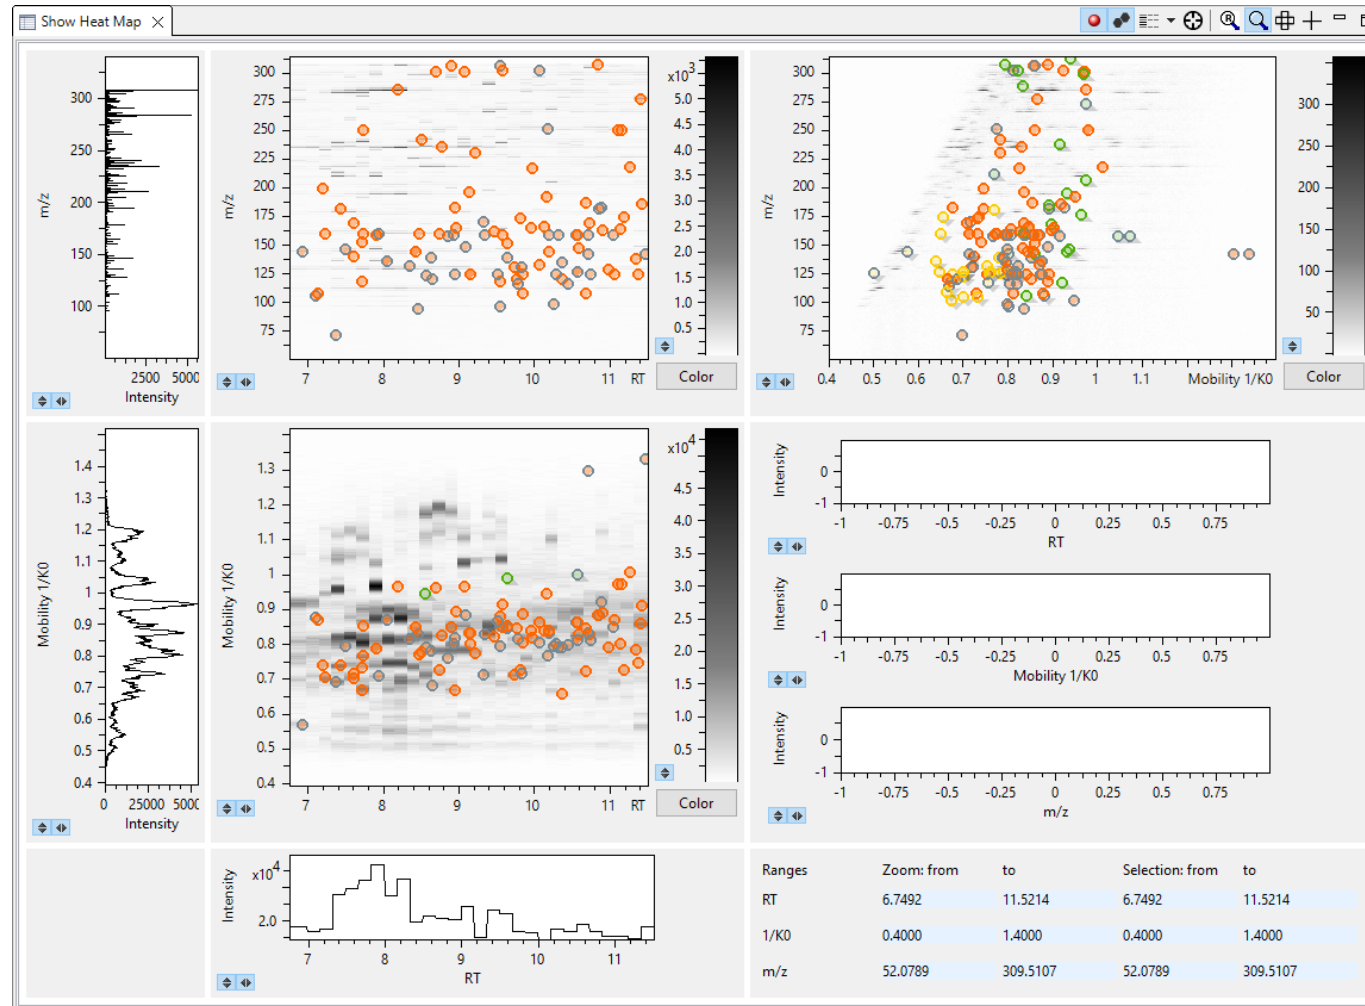 Show Heat Map
m/z
300
250
200
150
100
2500 5000
Intensity
m/z
300
275
250
225
200
175
150
125
100
75
7 8 9 10 11 RT
x10³
5.0
4.5
4.0
3.5
3.0
2.5
2.0
1.5
1.0
0.5
Color
m/z
300
275
250
225
200
175
150
125
100
75
0.4 0.5 0.6 0.7 0.8 0.9 1 1.1 Mobility 1/K0
300
250
200
150
100
50
Color
Mobility 1/K0
1.4
1.3
1.2
1.1
1
0.9
0.8
0.7
0.6
0.5
0.4
0 25000 5000
Intensity
Mobility 1/K0
1.3
1.2
1.1
1
0.9
0.8
0.7
0.6
0.5
0.4
7 8 9 10 11 RT
x10⁴
4.5
4.0
3.5
3.0
2.5
2.0
1.5
1.0
0.5
Color
Intensity
0
-1
-1 -0.75 -0.5 -0.25 0 0.25 0.5 0.75
RT
Intensity
0
-1
-1 -0.75 -0.5 -0.25 0 0.25 0.5 0.75
Mobility 1/K0
Intensity
0
-1
-1 -0.75 -0.5 -0.25 0 0.25 0.5 0.75
m/z
Intensity
x10⁴
2.0
7 8 9 10 11
RT
Ranges Zoom: from to Selection: from to
RT 6.7492 11.5214 6.7492 11.5214
1/K0 0.4000 1.4000 0.4000 1.4000
m/z 52.0789 309.5107 52.0789 309.5107